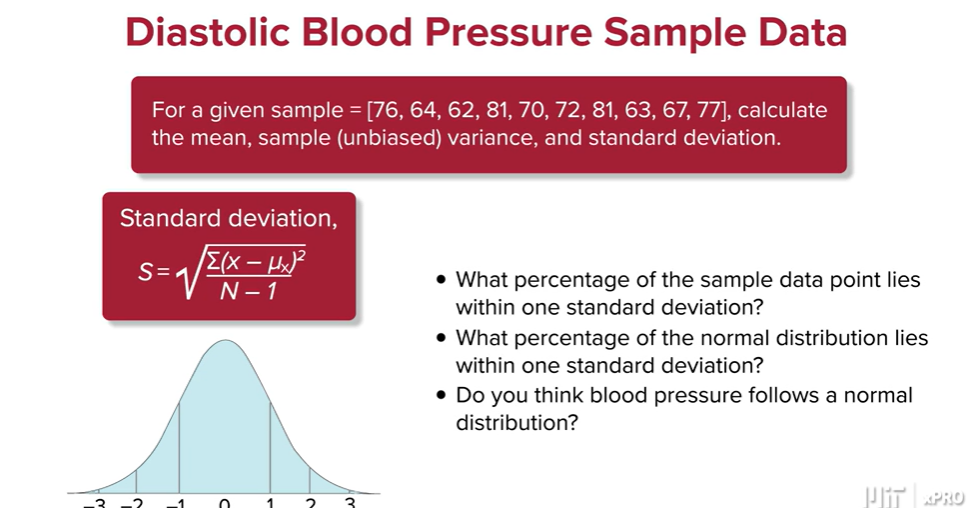 Diastolic Blood Pressure Sample Data
For a given sample = [76, 64, 62, 81, 70, 72, 81, 63, 67, 77], calculate
the mean, sample (unbiased) variance, and standard deviation.
Standard deviation,
S = √(Σ(x – μₓ)² / N – 1)
• What percentage of the sample data point lies
within one standard deviation?
• What percentage of the normal distribution lies
within one standard deviation?
• Do you think blood pressure follows a normal
distribution?
–3 –2 –1 0 1 2 3
MIT | xPRO